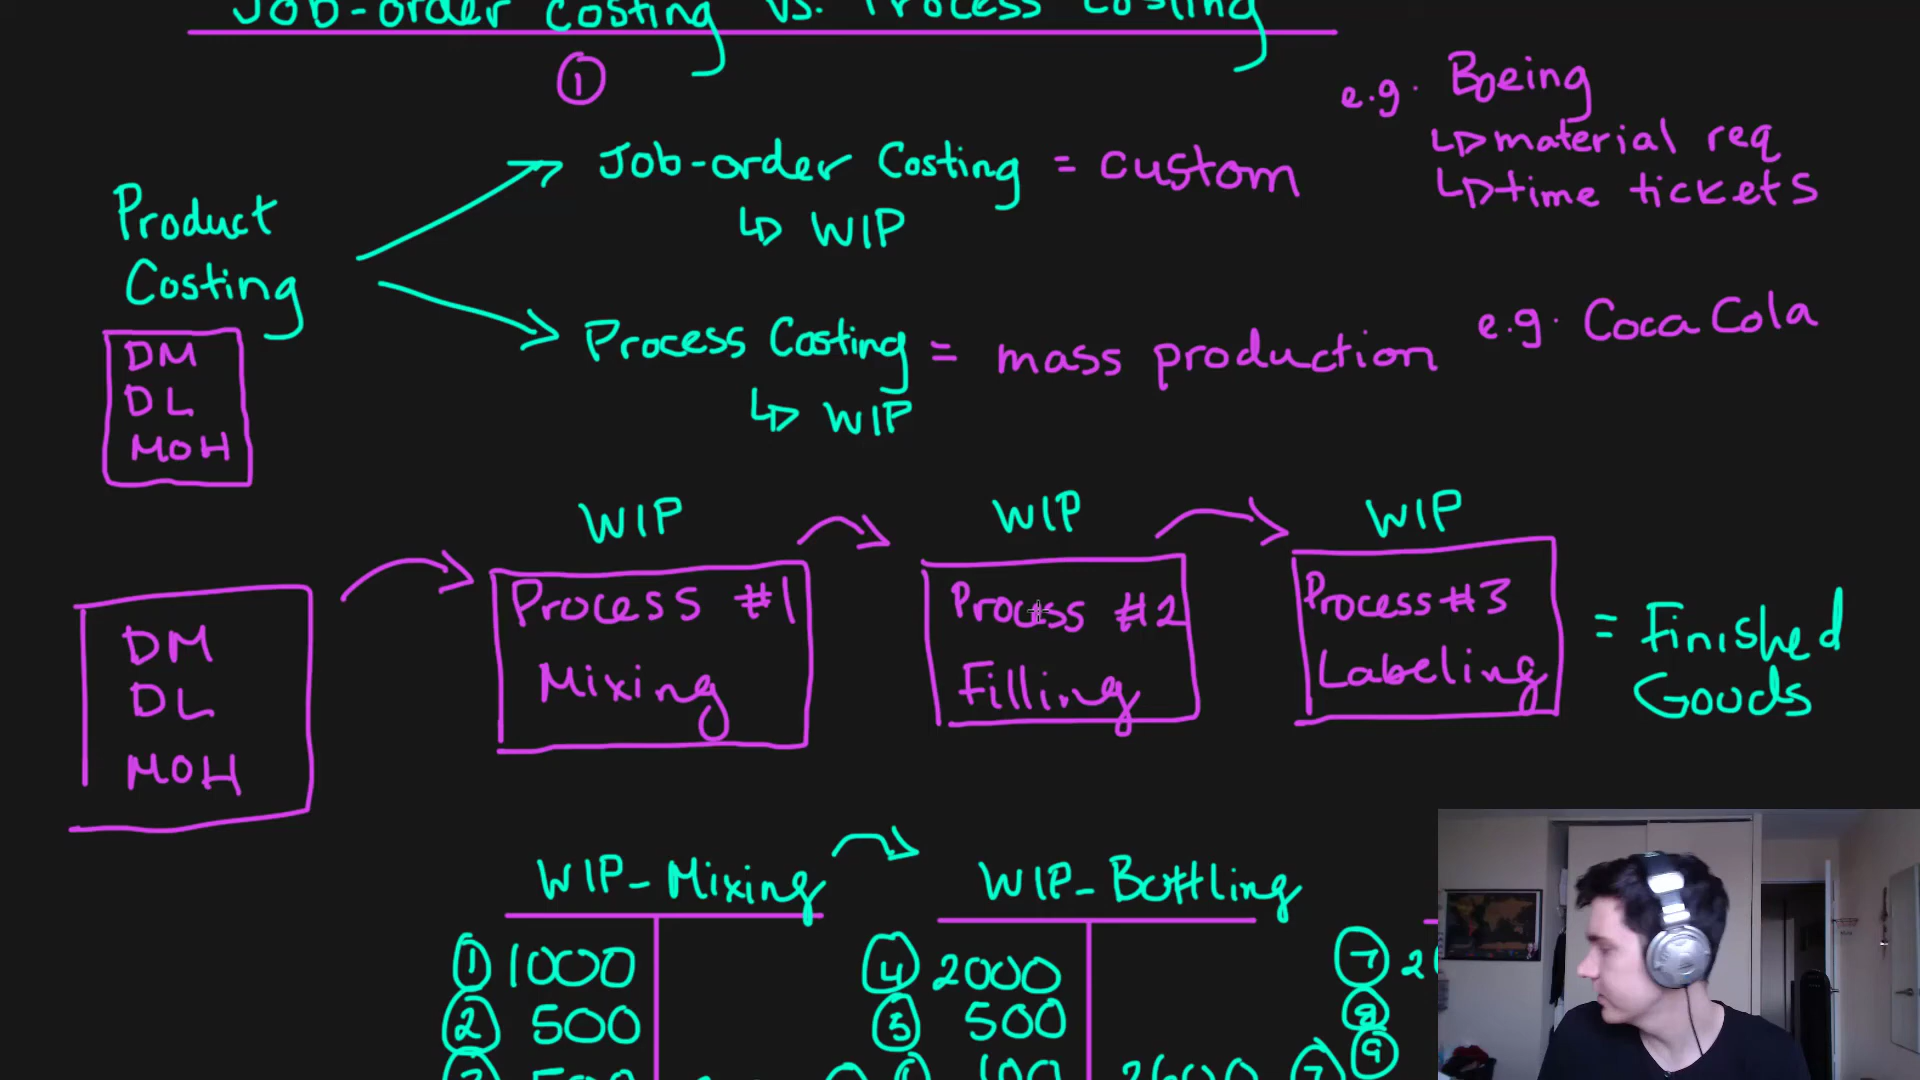 Job-order Costing vs. Process Costing
①
e.g. Boeing
↳ material req
↳ time tickets
Product
Costing
DM
DL
MOH
Job-order Costing = custom
↳ WIP
Process Costing = mass production
↳ WIP
e.g. Coca Cola
DM
DL
MOH
WIP
Process #1
Mixing
WIP
Process #2
Filling
WIP
Process #3
Labeling
= Finished
Goods
WIP-Mixing
① 1000
② 500
WIP-Bottling
④ 2000
⑤ 500
2600
⑦
⑦
⑧
⑨